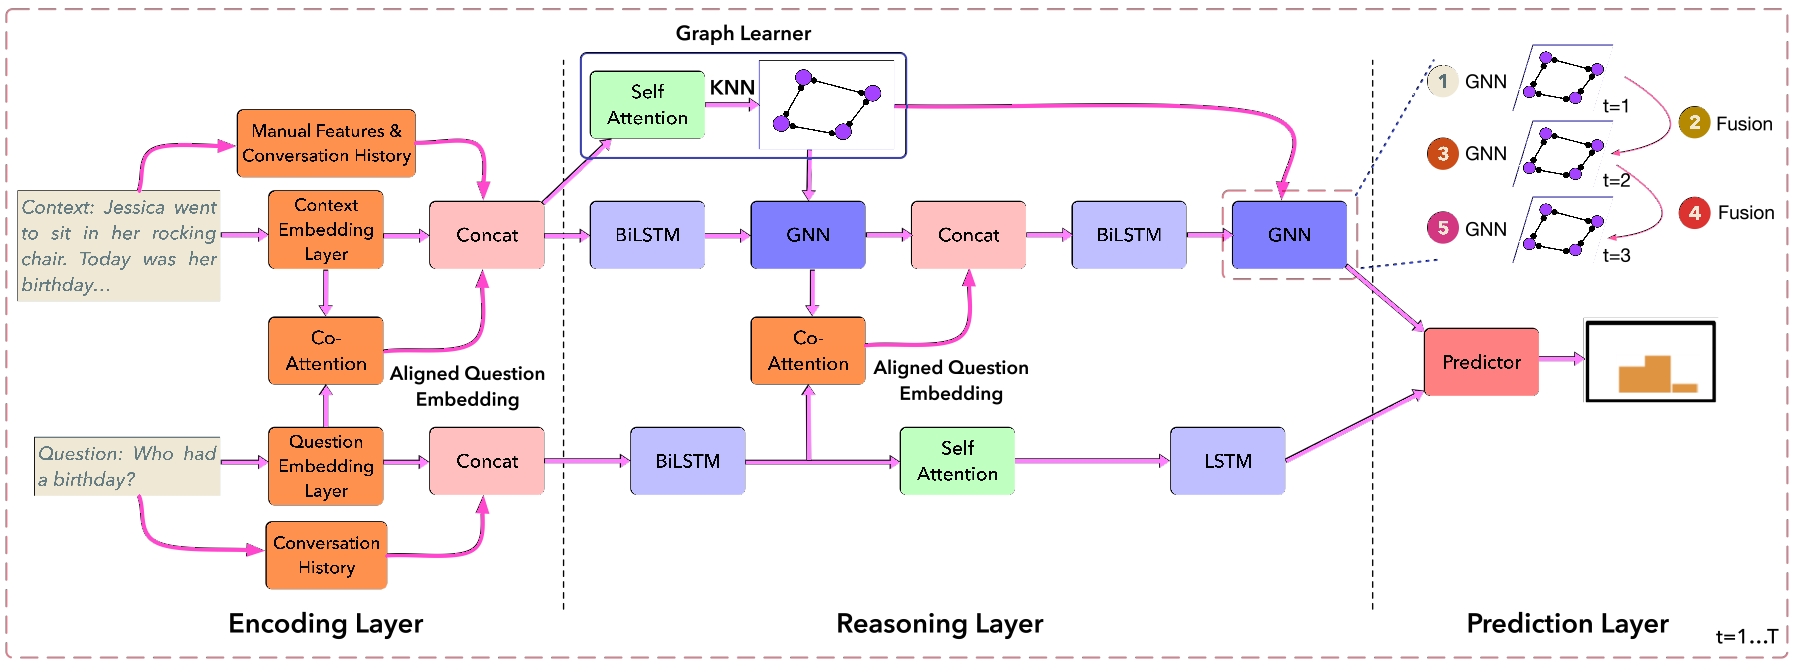 Graph Learner
Self
Attention
KNN
Manual Features &
Conversation History
Context: Jessica went
to sit in her rocking
chair. Today was her
birthday...
Context
Embedding
Layer
Concat
BiLSTM
GNN
Concat
BiLSTM
GNN
Co-
Attention
Aligned Question
Embedding
Co-
Attention
Aligned Question
Embedding
Question: Who had
a birthday?
Question
Embedding
Layer
Concat
BiLSTM
Self
Attention
LSTM
Conversation
History
1 GNN
t=1
2 Fusion
3 GNN
t=2
4 Fusion
5 GNN
t=3
Predictor
Encoding Layer
Reasoning Layer
Prediction Layer
t=1...T